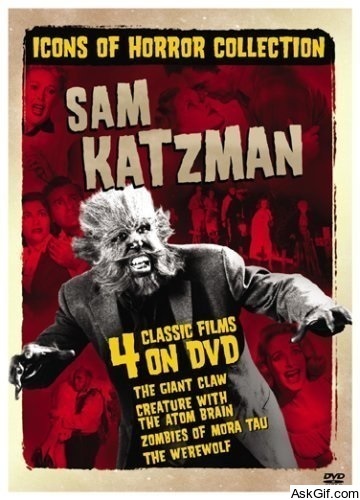 ICONS OF HORROR COLLECTION
SAM
KATZMAN
4 CLASSIC FILMS
ON DVD
THE GIANT CLAW
CREATURE WITH
THE ATOM BRAIN
ZOMBIES OF MORA TAU
THE WEREWOLF
DVD
AskGif.com